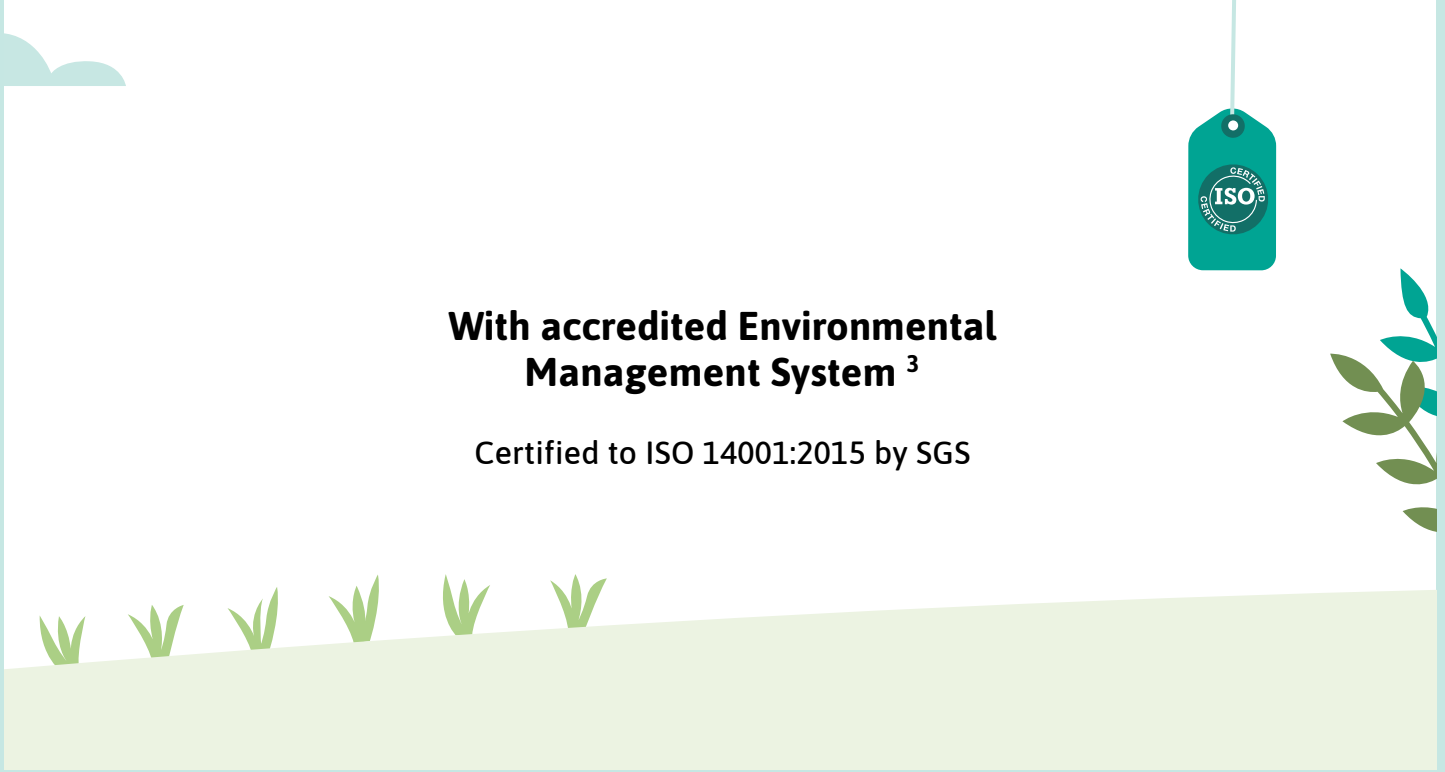 CERTIFIED
ISO
CERTIFIED
With accredited Environmental
Management System ³
Certified to ISO 14001:2015 by SGS